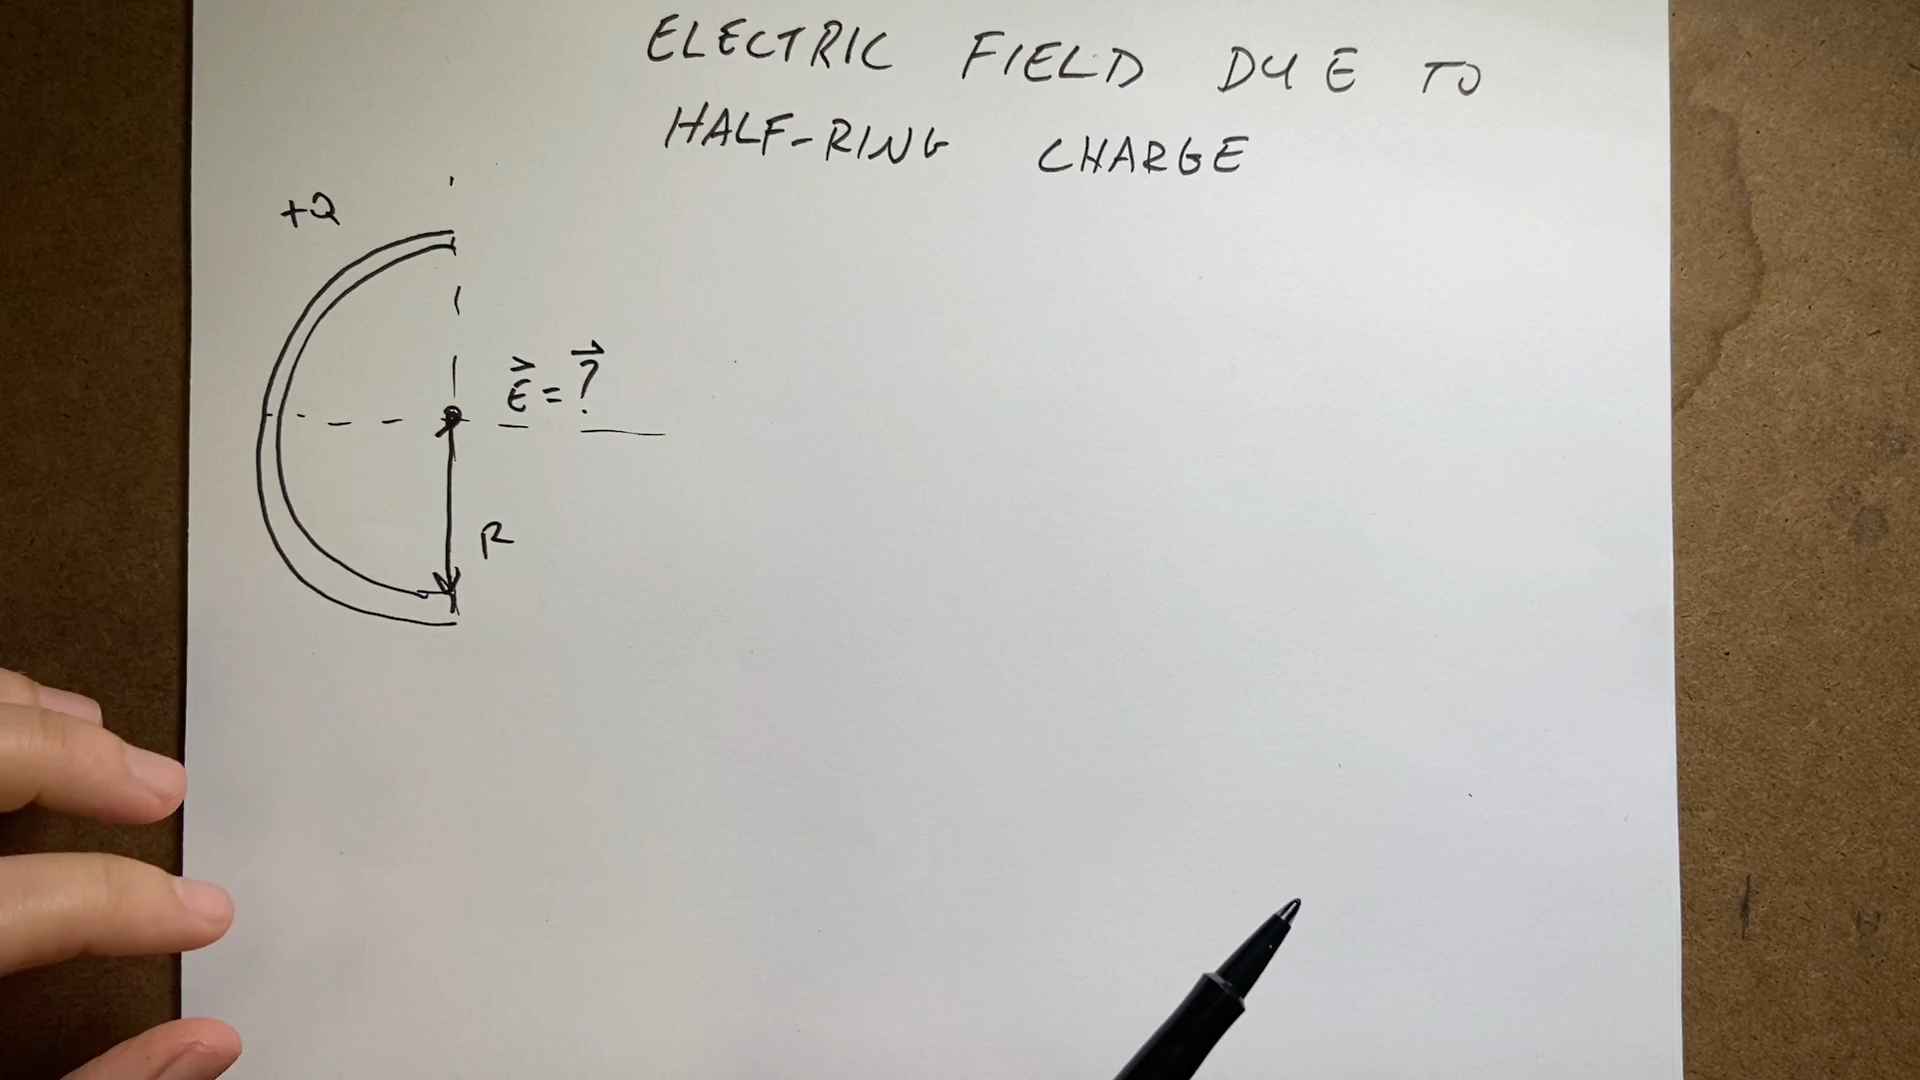 ELECTRIC FIELD DUE TO
HALF-RING CHARGE
+Q
E⃗ = ?⃗
R